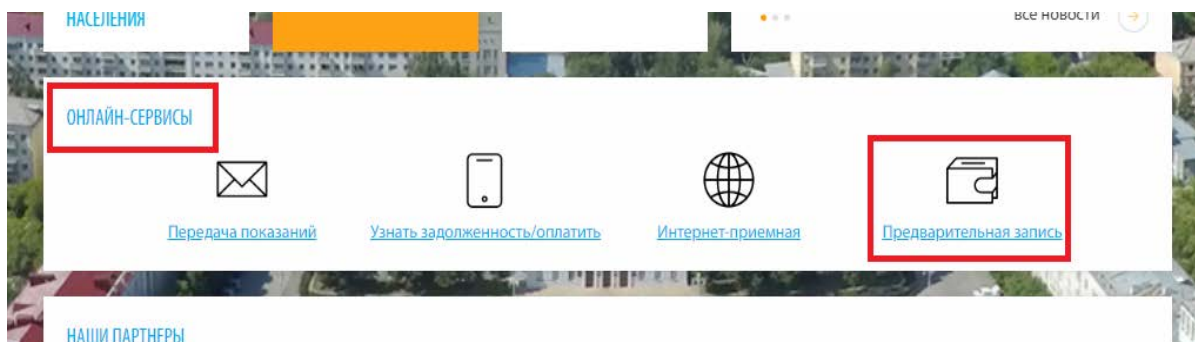 НАСЕЛЕНИЯ
все новости
ОНЛАЙН-СЕРВИСЫ
Передача показаний
Узнать задолженность/оплатить
Интернет-приемная
Предварительная запись
НАШИ ПАРТНЕРЫ